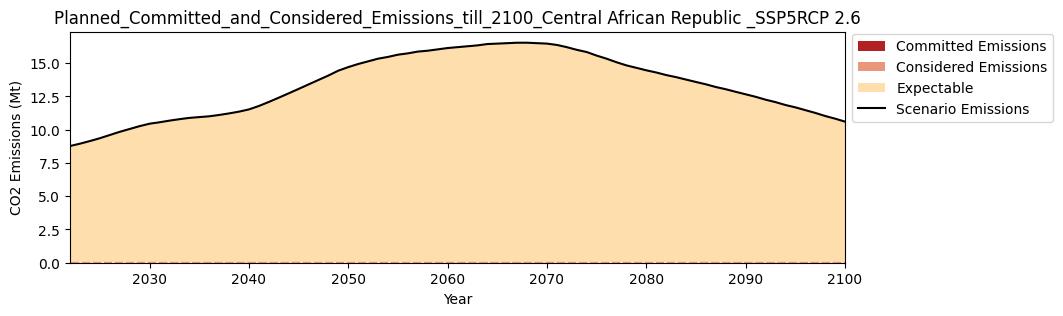 Planned_Committed_and_Considered_Emissions_till_2100_Central African Republic _SSP5RCP 2.6
Committed Emissions
Considered Emissions
Expectable
Scenario Emissions
CO2 Emissions (Mt)
15.0
12.5
10.0
7.5
5.0
2.5
0.0
2030 2040 2050 2060 2070 2080 2090 2100
Year